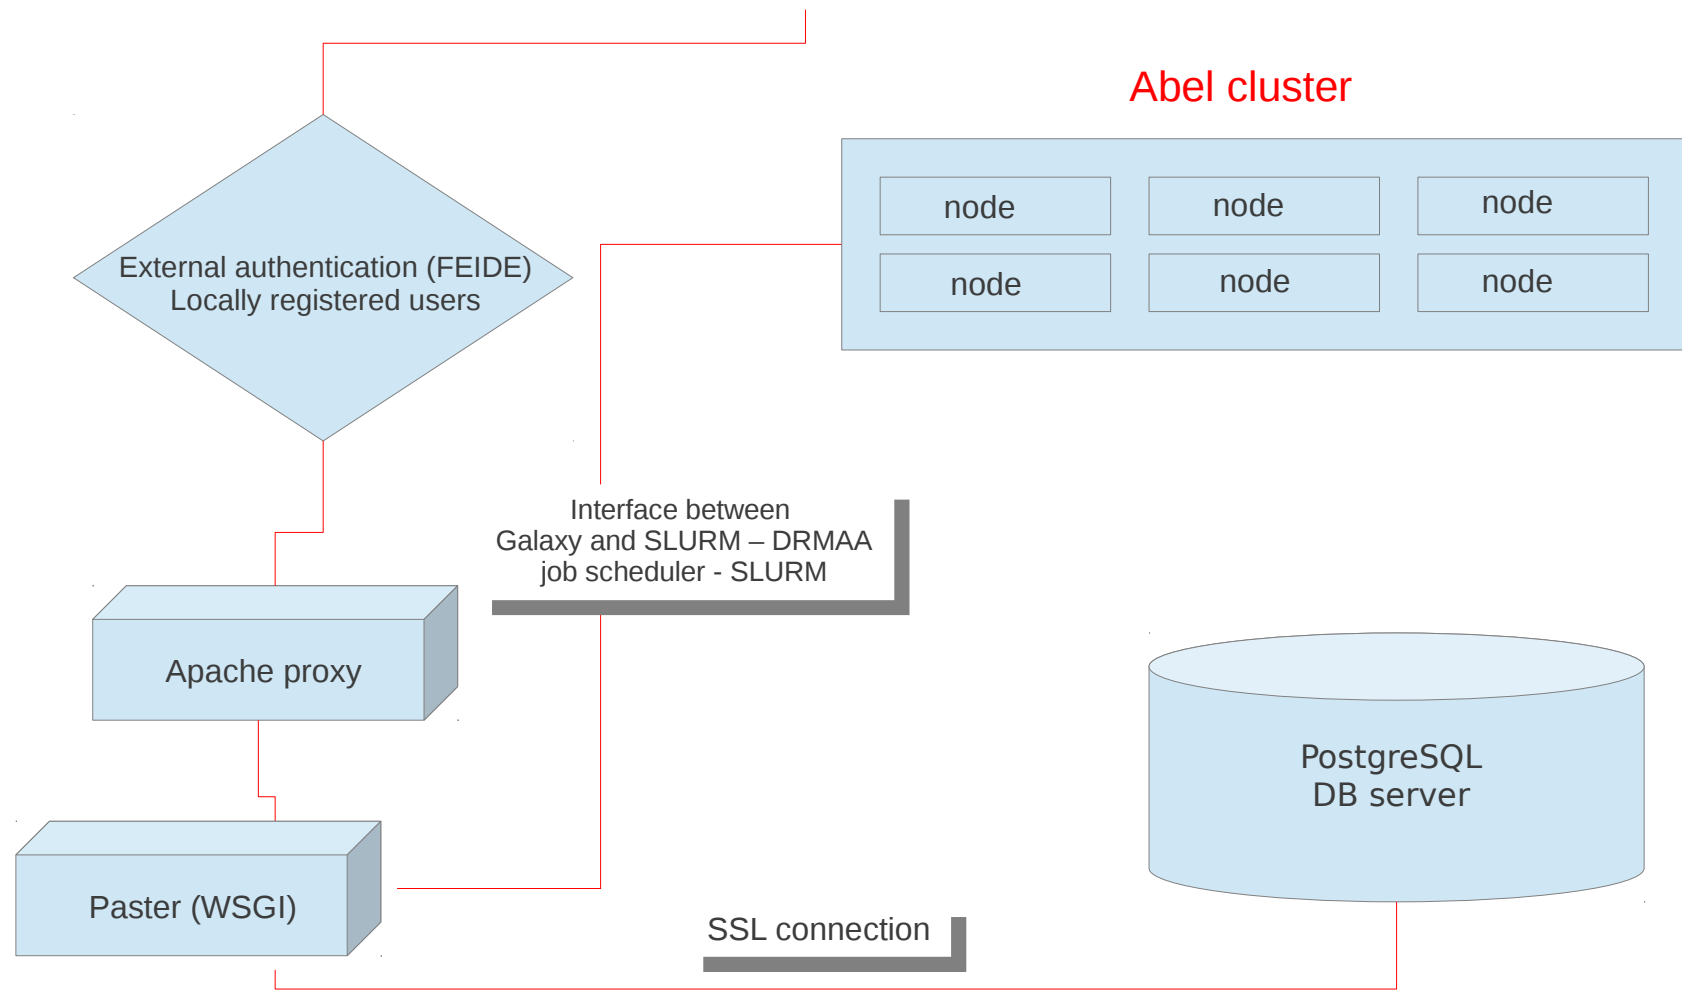 Abel cluster
node
node
node
node
node
node
External authentication (FEIDE)
Locally registered users
Interface between
Galaxy and SLURM – DRMAA
job scheduler - SLURM
Apache proxy
PostgreSQL
DB server
Paster (WSGI)
SSL connection